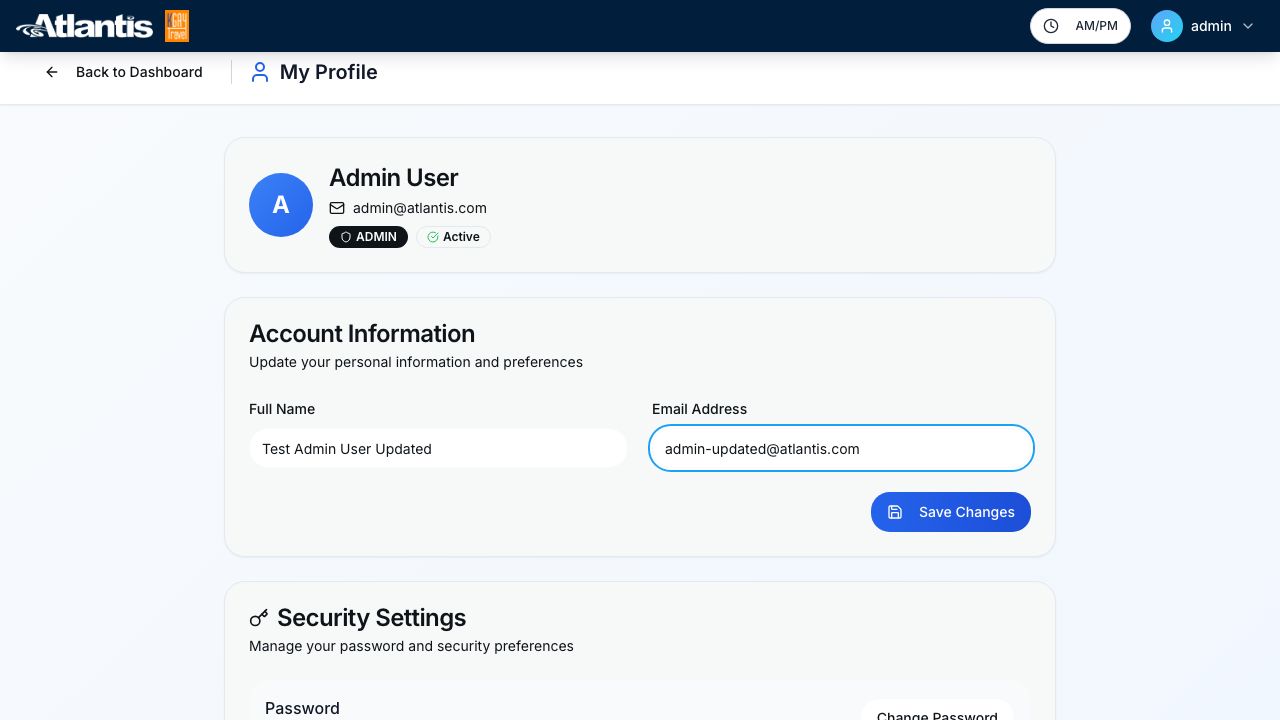 Atlantis
AM/PM
admin
Back to Dashboard
My Profile
A
Admin User
admin@atlantis.com
ADMIN
Active
Account Information
Update your personal information and preferences
Full Name
Email Address
Test Admin User Updated
admin-updated@atlantis.com
Save Changes
Security Settings
Manage your password and security preferences
Password
Change Password